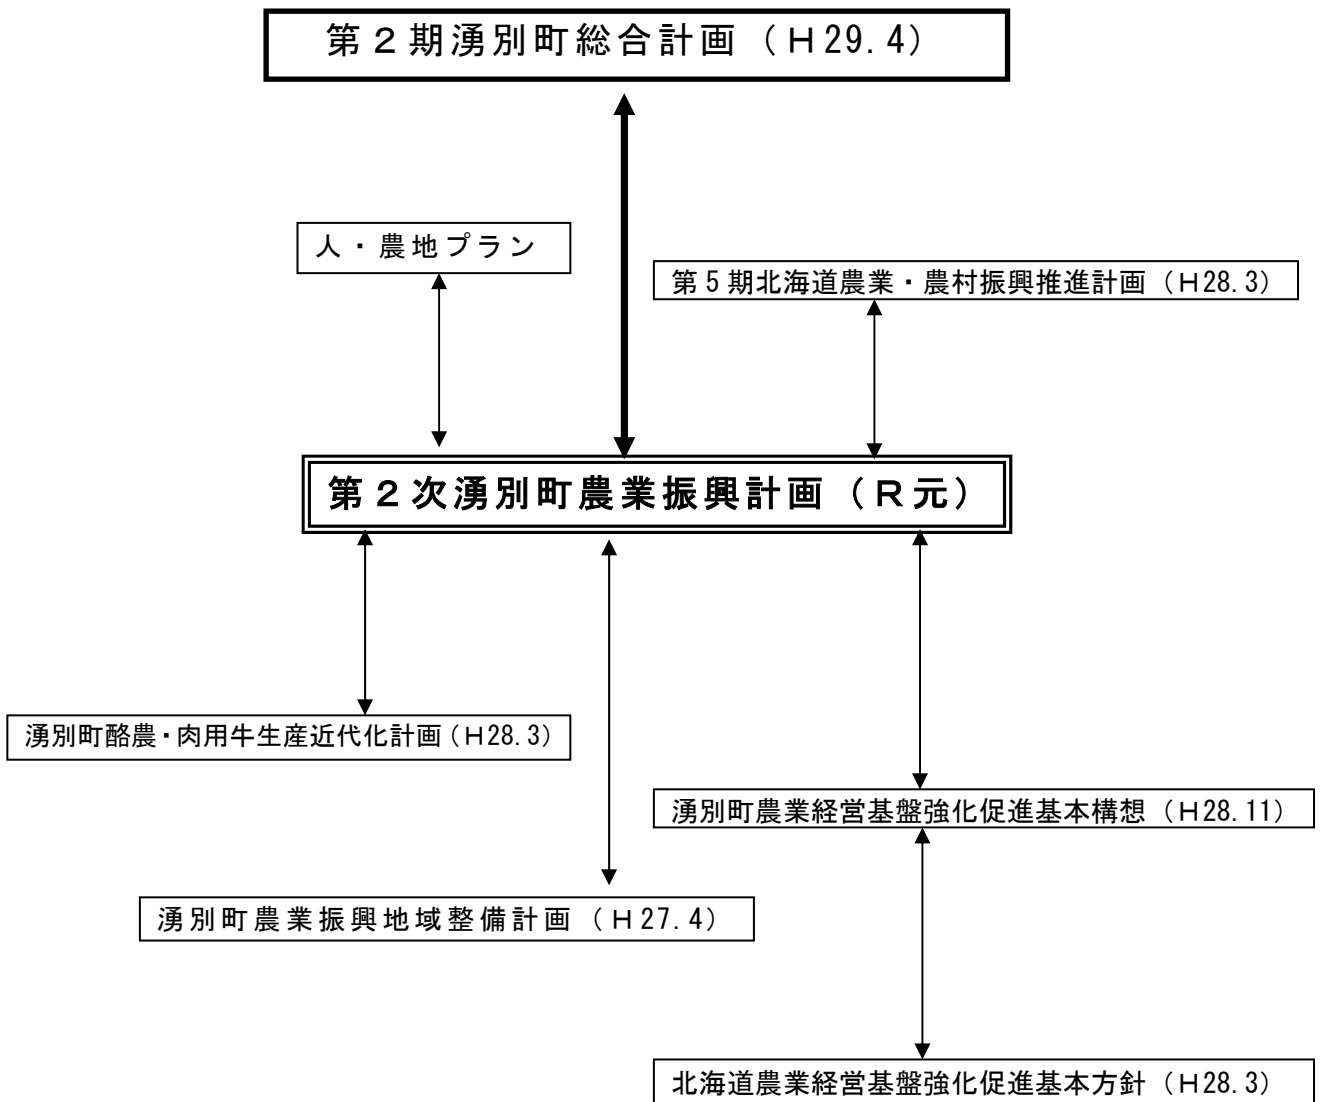 第２期湧別町総合計画（Ｈ29.4）
人・農地プラン
第５期北海道農業・農村振興推進計画（Ｈ28.3）
第２次湧別町農業振興計画（Ｒ元）
湧別町酪農・肉用牛生産近代化計画（Ｈ28.3）
湧別町農業経営基盤強化促進基本構想（Ｈ28.11）
湧別町農業振興地域整備計画（Ｈ27.4）
北海道農業経営基盤強化促進基本方針（Ｈ28.3）